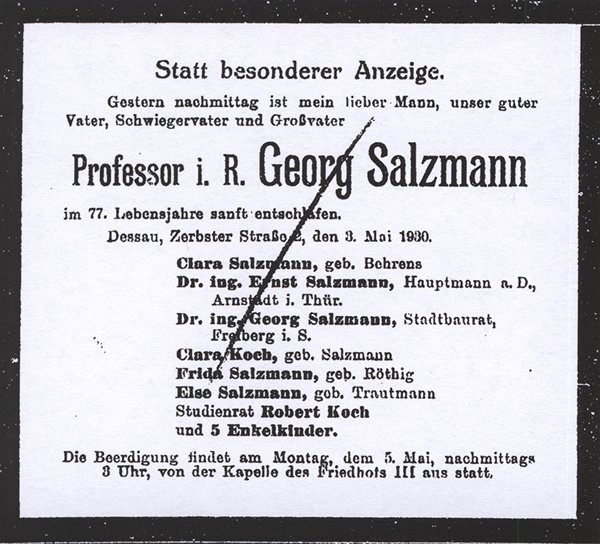 Statt besonderer Anzeige.
Gestern nachmittag ist mein lieber Mann, unser guter
Vater, Schwiegervater und Großvater
Professor i. R. Georg Salzmann
im 77. Lebensjahre sanft entschlafen.
Dessau, Zerbster Straße 2, den 3. Mai 1930.
Clara Salzmann, geb. Behrens
Dr. ing. Ernst Salzmann, Hauptmann a. D.,
Arnstadt i. Thür.
Dr. ing. Georg Salzmann, Stadtbaurat,
Freiberg i. S.
Clara Koch, geb. Salzmann
Frida Salzmann, geb. Röthig
Else Salzmann, geb. Trautmann
Studienrat Robert Koch
und 5 Enkelkinder.
Die Beerdigung findet am Montag, dem 5. Mai, nachmittags
3 Uhr, von der Kapelle des Friedhofs III aus statt.